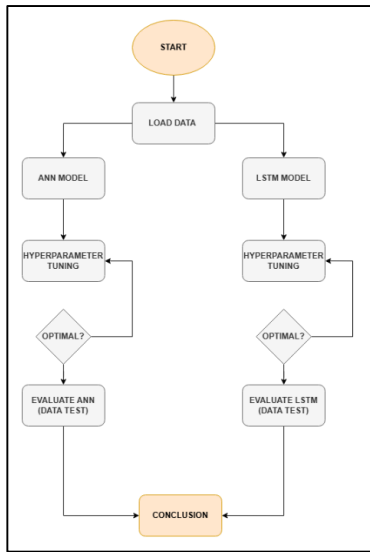 START
LOAD DATA
ANN MODEL
LSTM MODEL
HYPERPARAMETER
TUNING
HYPERPARAMETER
TUNING
OPTIMAL?
OPTIMAL?
EVALUATE ANN
(DATA TEST)
EVALUATE LSTM
(DATA TEST)
CONCLUSION